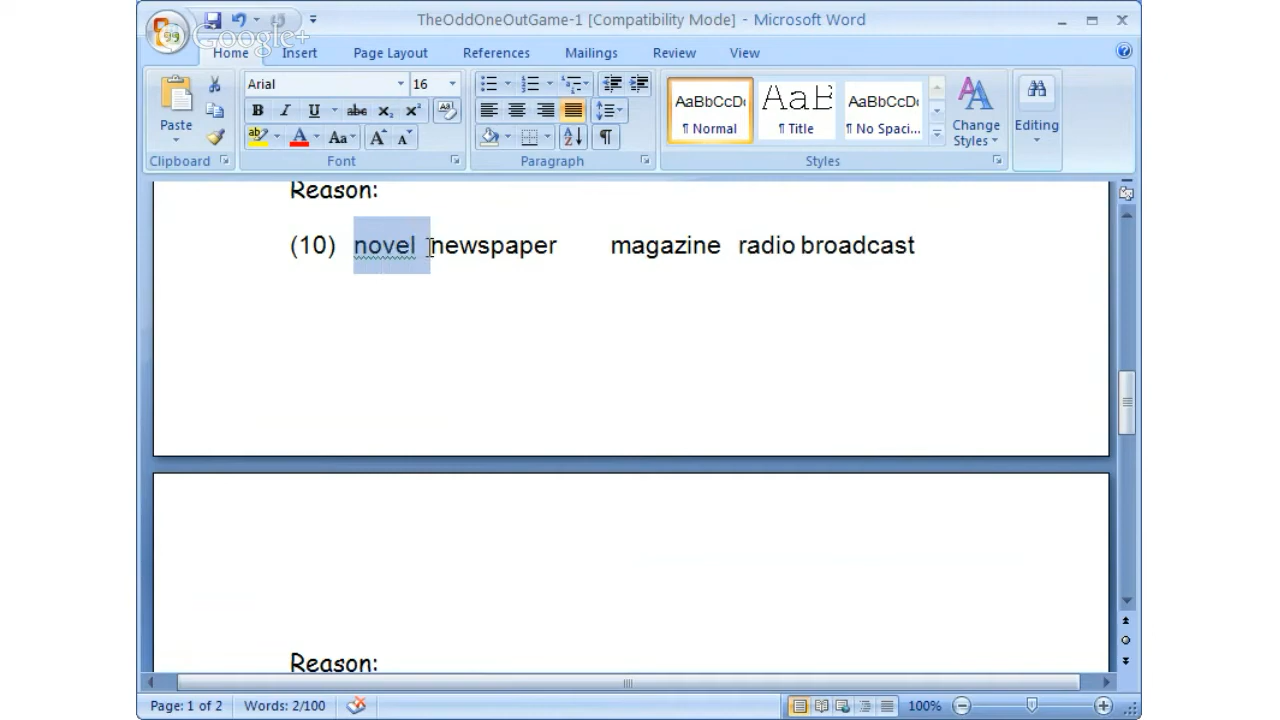 TheOddOneOutGame-1 [Compatibility Mode] - Microsoft Word
Google+
Home Insert Page Layout References Mailings Review View
Arial 16 AaBbCcDc AaB AaBbCcDc
Paste ¶ Normal ¶ Title ¶ No Spaci... Change Styles Editing
Clipboard Font Paragraph Styles
Reason:
(10) novel newspaper magazine radio broadcast
Reason:
Page: 1 of 2 Words: 2/100 100%